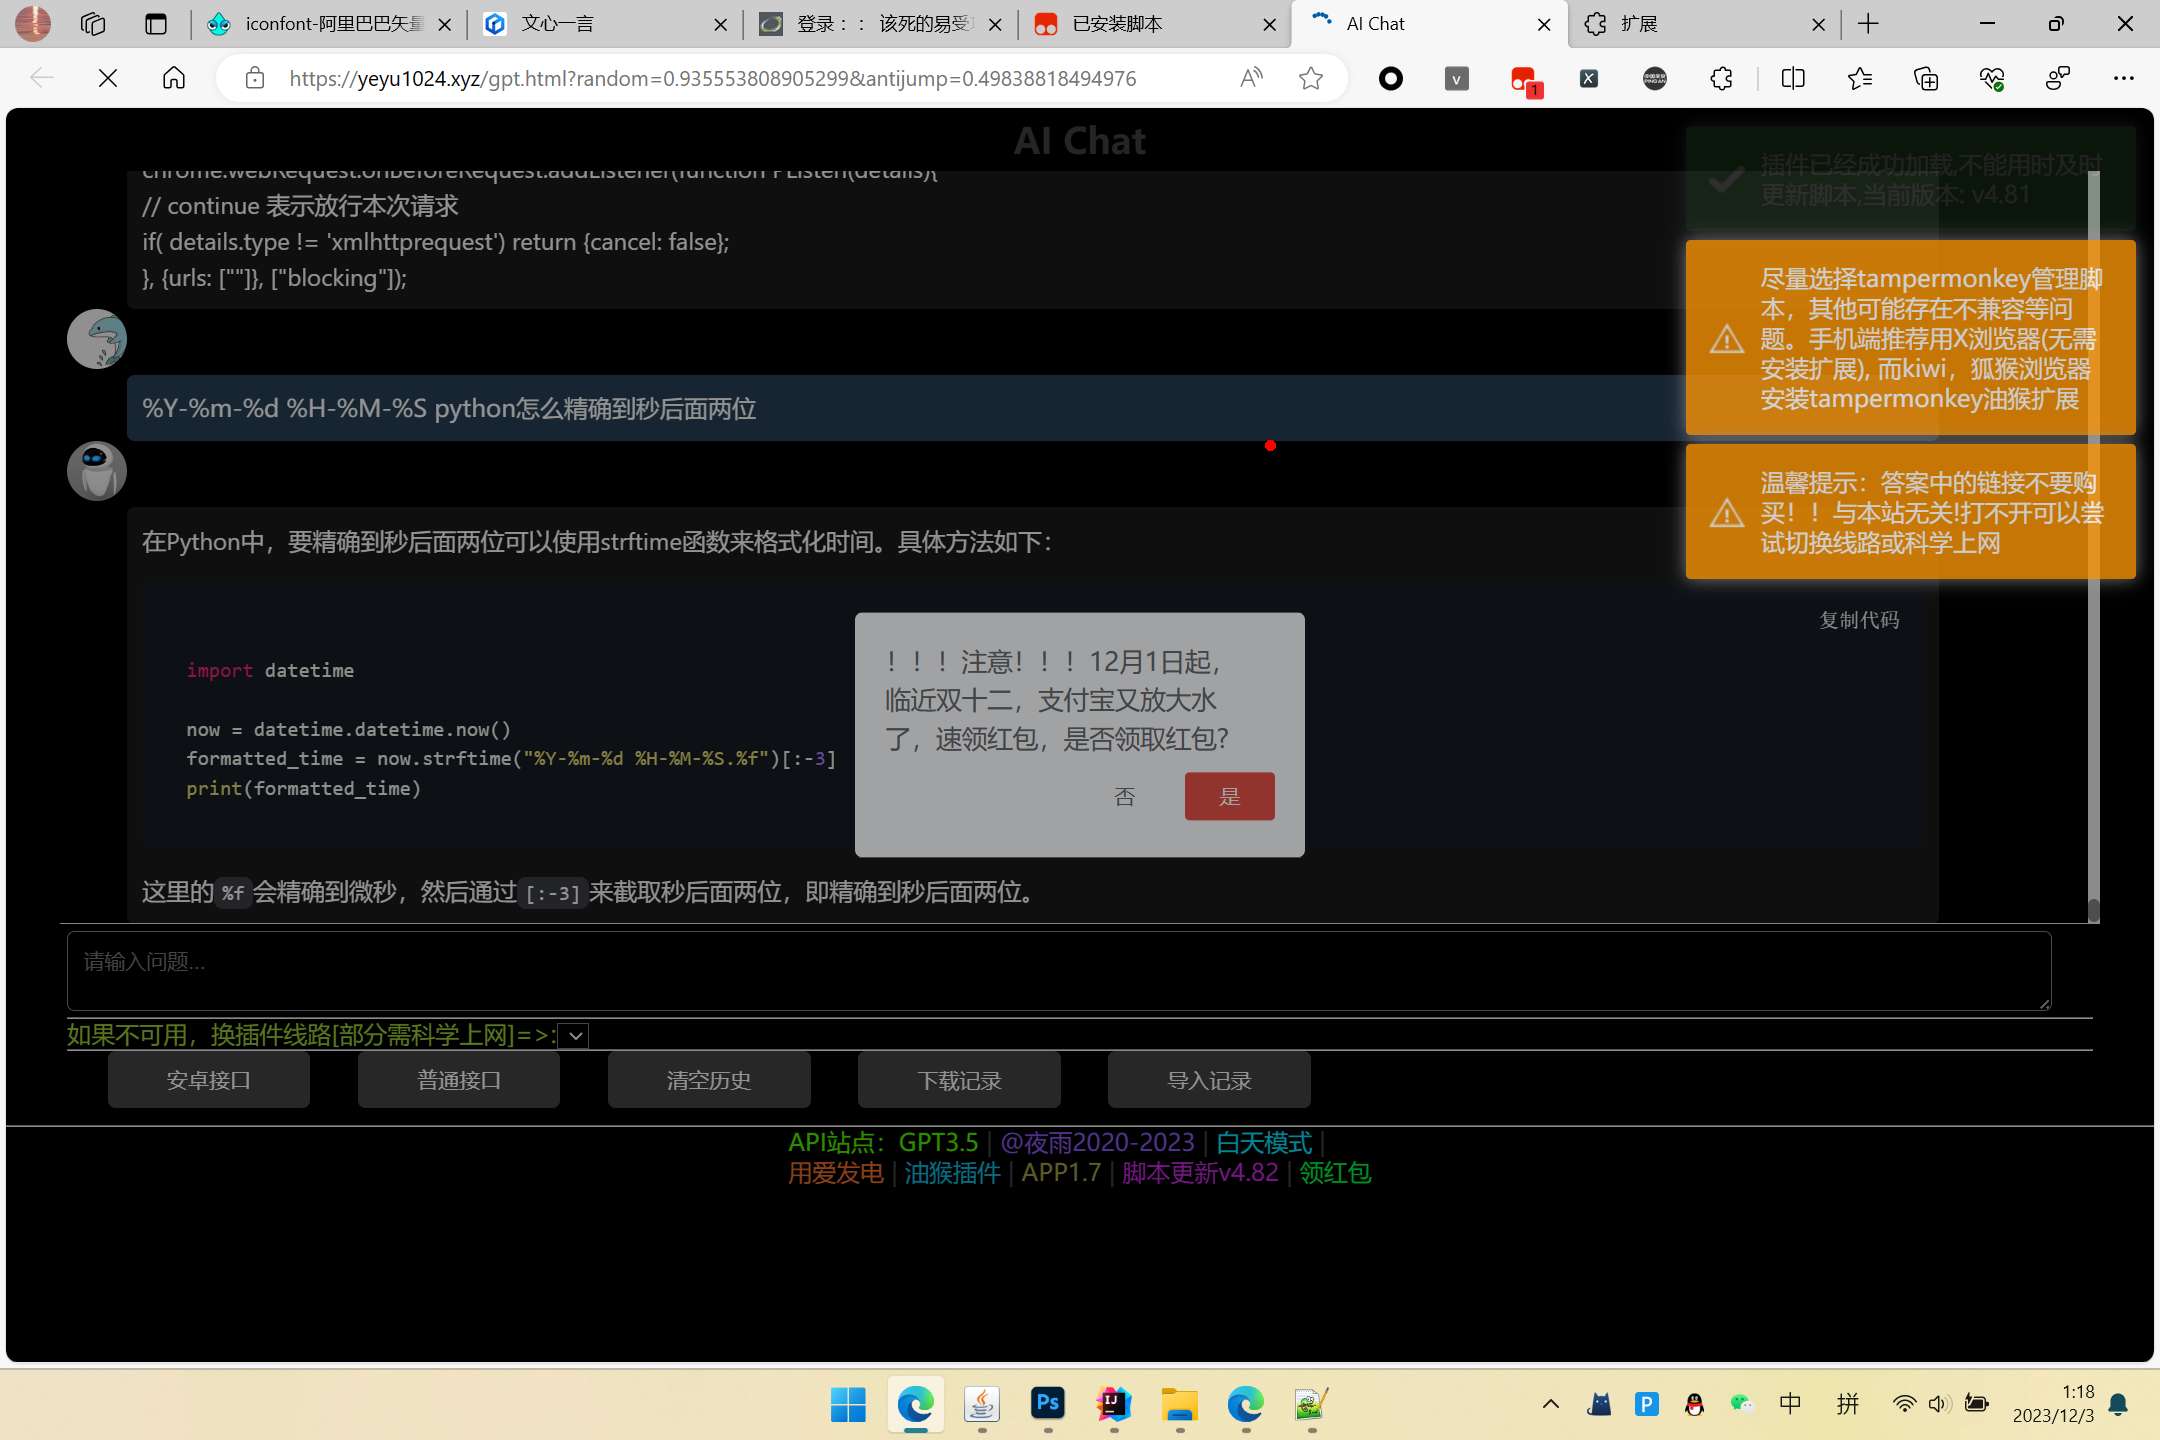 iconfont-阿里巴巴矢量
文心一言
登录：： 该死的易受
已安装脚本
AI Chat
扩展
https://yeyu1024.xyz/gpt.html?random=0.935553808905299&antijump=0.49838818494976
v
1
X
AI Chat
chrome.webRequest.onBeforeRequest.addListener(function PListen(details){
// continue 表示放行本次请求
if( details.type != 'xmlhttprequest') return {cancel: false};
}, {urls: [""]}, ["blocking"]);
插件已经成功加载,不能用时及时
更新脚本,当前版本: v4.81
尽量选择tampermonkey管理脚
本，其他可能存在不兼容等问
题。手机端推荐用X浏览器(无需
安装扩展), 而kiwi，狐猴浏览器
安装tampermonkey油猴扩展
%Y-%m-%d %H-%M-%S python怎么精确到秒后面两位
温馨提示：答案中的链接不要购
买！！与本站无关!打不开可以尝
试切换线路或科学上网
在Python中，要精确到秒后面两位可以使用strftime函数来格式化时间。具体方法如下：
复制代码
import datetime
now = datetime.datetime.now()
formatted_time = now.strftime("%Y-%m-%d %H-%M-%S.%f")[:-3]
print(formatted_time)
！！！注意！！！12月1日起，
临近双十二，支付宝又放大水
了，速领红包，是否领取红包？
否
是
这里的%f会精确到微秒，然后通过[:-3]来截取秒后面两位，即精确到秒后面两位。
请输入问题...
如果不可用，换插件线路[部分需科学上网]=>:
安卓接口
普通接口
清空历史
下载记录
导入记录
API站点：GPT3.5 | @夜雨2020-2023 | 白天模式 |
用爱发电 | 油猴插件 | APP1.7 | 脚本更新v4.82 | 领红包
Ps
IJ
P
中
拼
1:18
2023/12/3